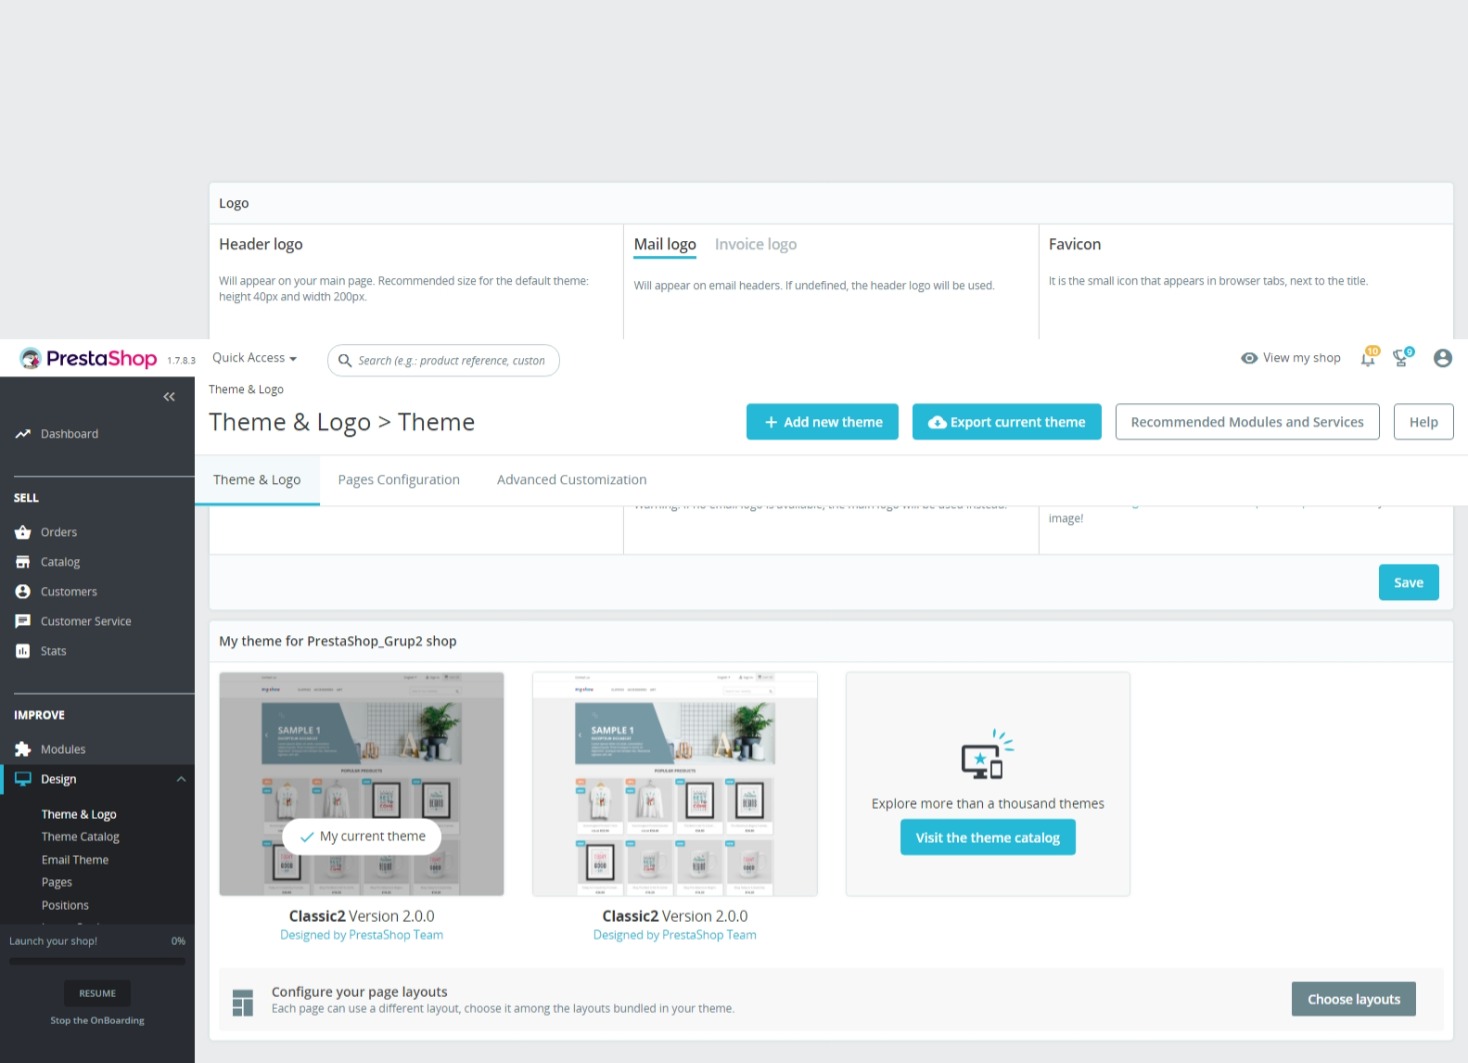 Logo
Header logo
Will appear on your main page. Recommended size for the default theme:
height 40px and width 200px.
Mail logo Invoice logo
Will appear on email headers. If undefined, the header logo will be used.
Favicon
It is the small icon that appears in browser tabs, next to the title.
PrestaShop 1.7.8.3
Quick Access
Search (e.g.: product reference, custon
View my shop
10
9
Theme & Logo
Theme & Logo > Theme
Add new theme
Export current theme
Recommended Modules and Services
Help
Theme & Logo
Pages Configuration
Advanced Customization
image!
Save
Dashboard
SELL
Orders
Catalog
Customers
Customer Service
Stats
IMPROVE
Modules
Design
Theme & Logo
Theme Catalog
Email Theme
Pages
Positions
Launch your shop! 0%
RESUME
Stop the OnBoarding
My theme for PrestaShop_Grup2 shop
SAMPLE 1
POPULAR PRODUCTS
My current theme
Classic2 Version 2.0.0
Designed by PrestaShop Team
SAMPLE 1
POPULAR PRODUCTS
Classic2 Version 2.0.0
Designed by PrestaShop Team
Explore more than a thousand themes
Visit the theme catalog
Configure your page layouts
Each page can use a different layout, choose it among the layouts bundled in your theme.
Choose layouts